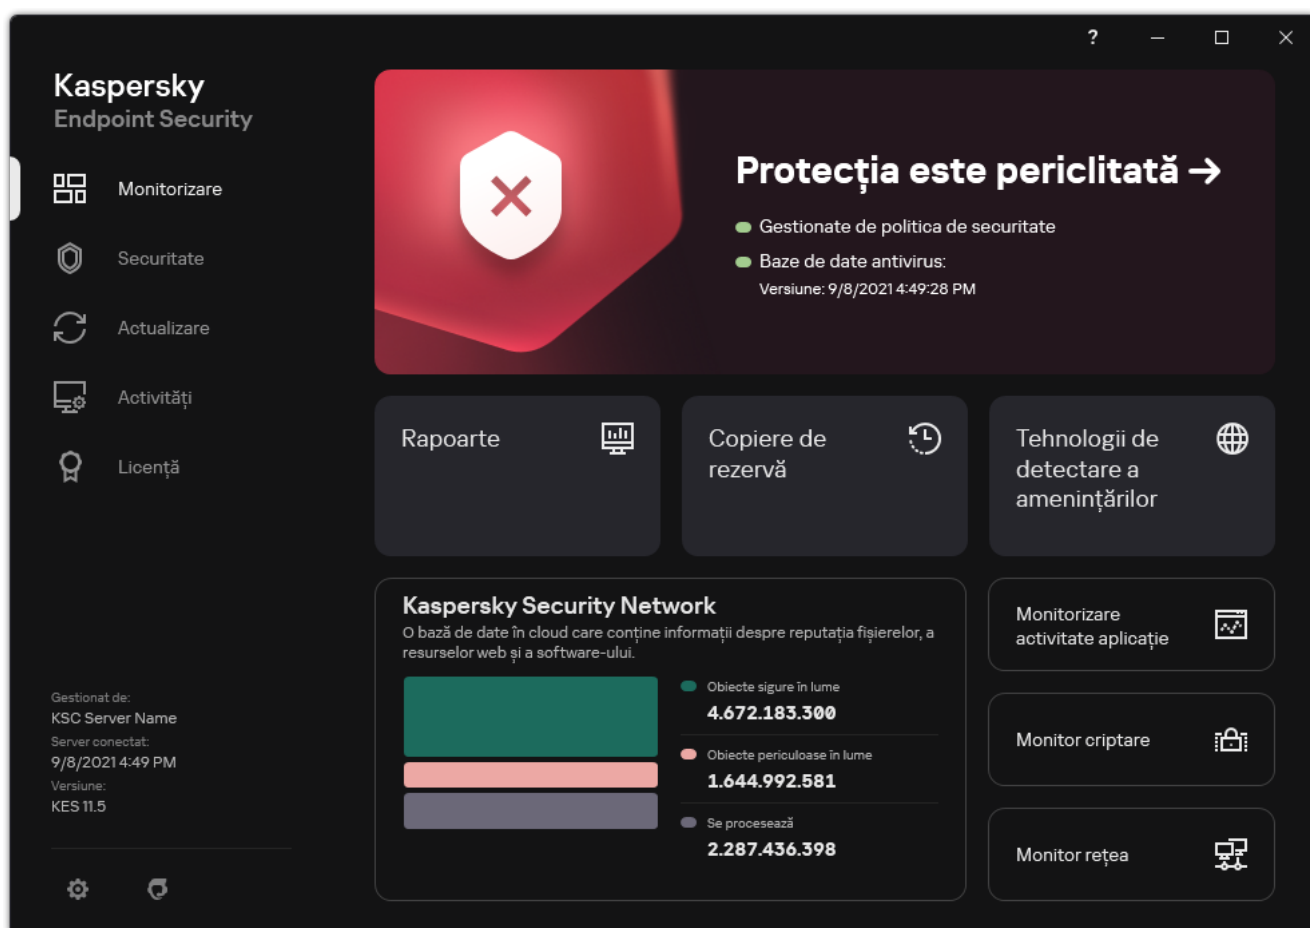 ?
Kaspersky
Endpoint Security
Monitorizare
Securitate
Actualizare
Activități
Licență
Gestionat de:
KSC Server Name
Server conectat:
9/8/2021 4:49 PM
Versiune:
KES 11.5
Protecția este periclitată →
Gestionate de politica de securitate
Baze de date antivirus:
Versiune: 9/8/2021 4:49:28 PM
Rapoarte
Copiere de
rezervă
Tehnologii de
detectare a
amenințărilor
Kaspersky Security Network
O bază de date în cloud care conține informații despre reputația fișierelor, a
resurselor web și a software-ului.
Obiecte sigure în lume
4.672.183.300
Obiecte periculoase în lume
1.644.992.581
Se procesează
2.287.436.398
Monitorizare
activitate aplicație
Monitor criptare
Monitor rețea